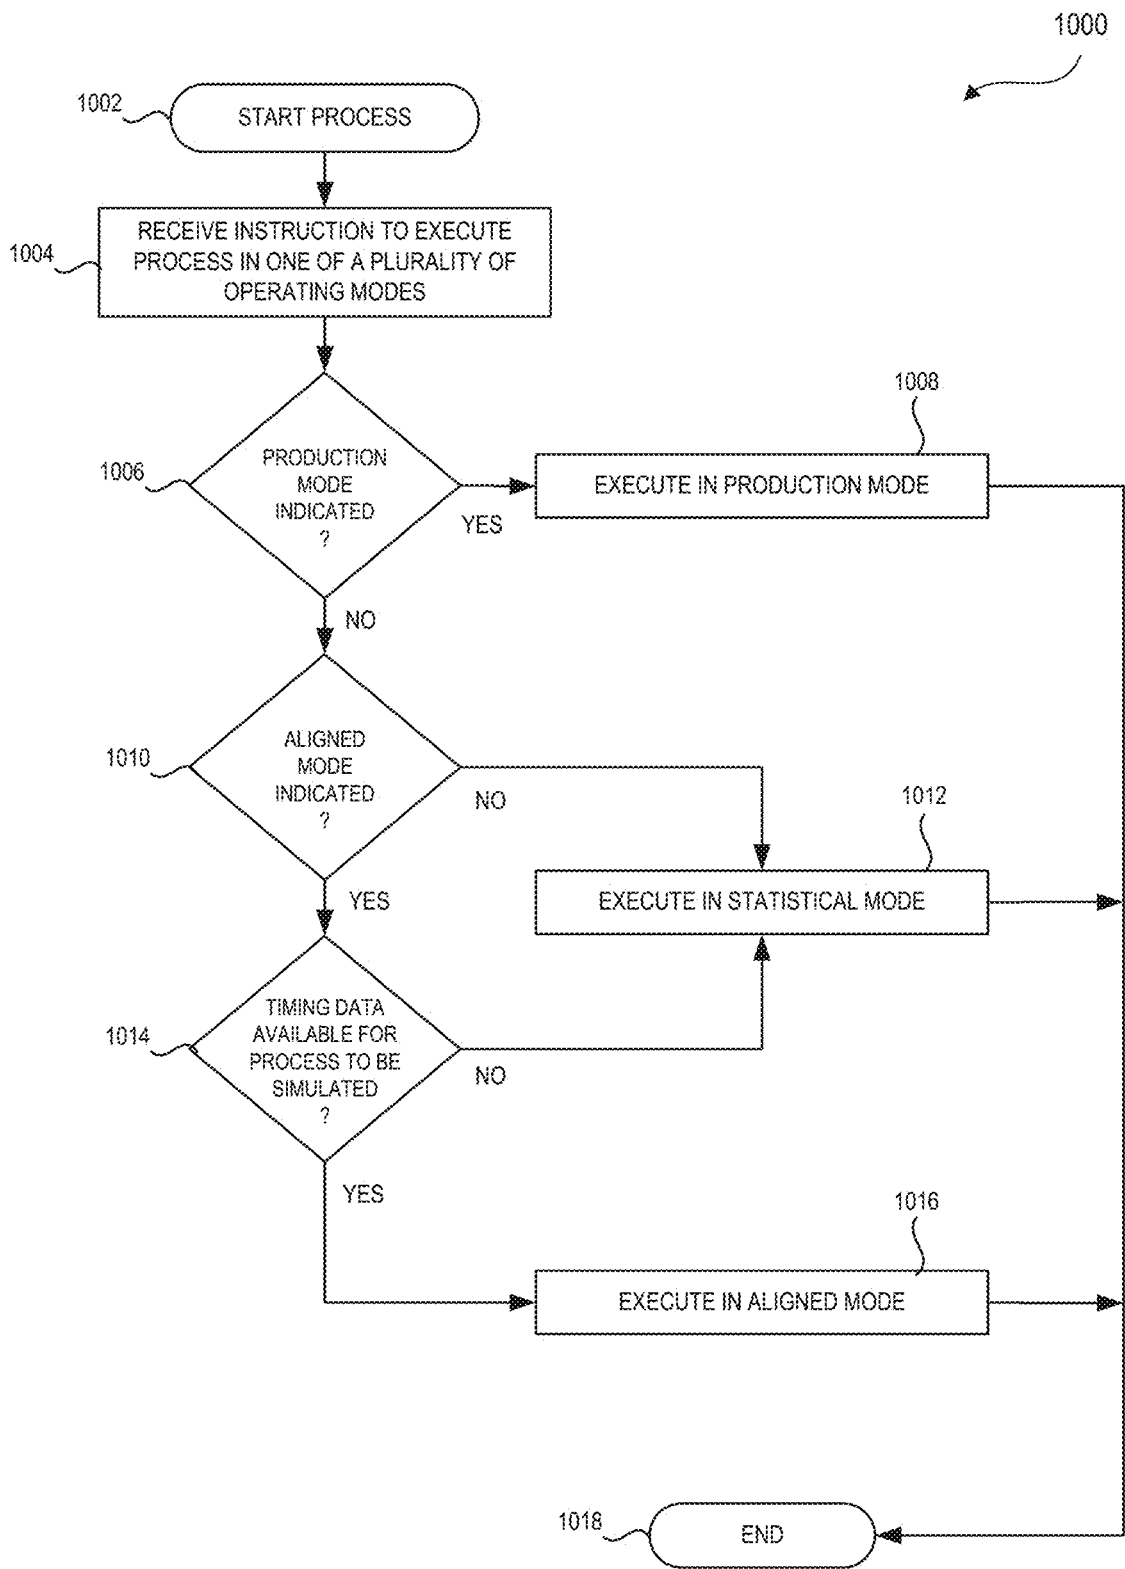 1000
1002
START PROCESS
1004
RECEIVE INSTRUCTION TO EXECUTE
PROCESS IN ONE OF A PLURALITY OF
OPERATING MODES
1006
PRODUCTION
MODE
INDICATED
?
YES
NO
1008
EXECUTE IN PRODUCTION MODE
1010
ALIGNED
MODE
INDICATED
?
NO
YES
1012
EXECUTE IN STATISTICAL MODE
1014
TIMING DATA
AVAILABLE FOR
PROCESS TO BE
SIMULATED
?
NO
YES
1016
EXECUTE IN ALIGNED MODE
1018
END